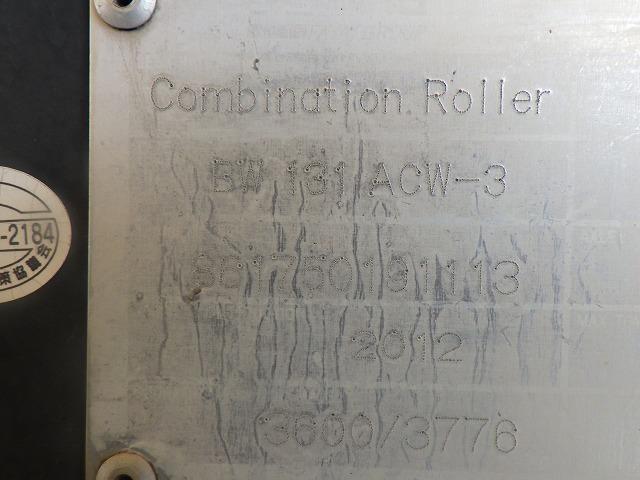 Combination Roller
BW 131 ACW-3
861750191113
2012
3600/3776
-2184